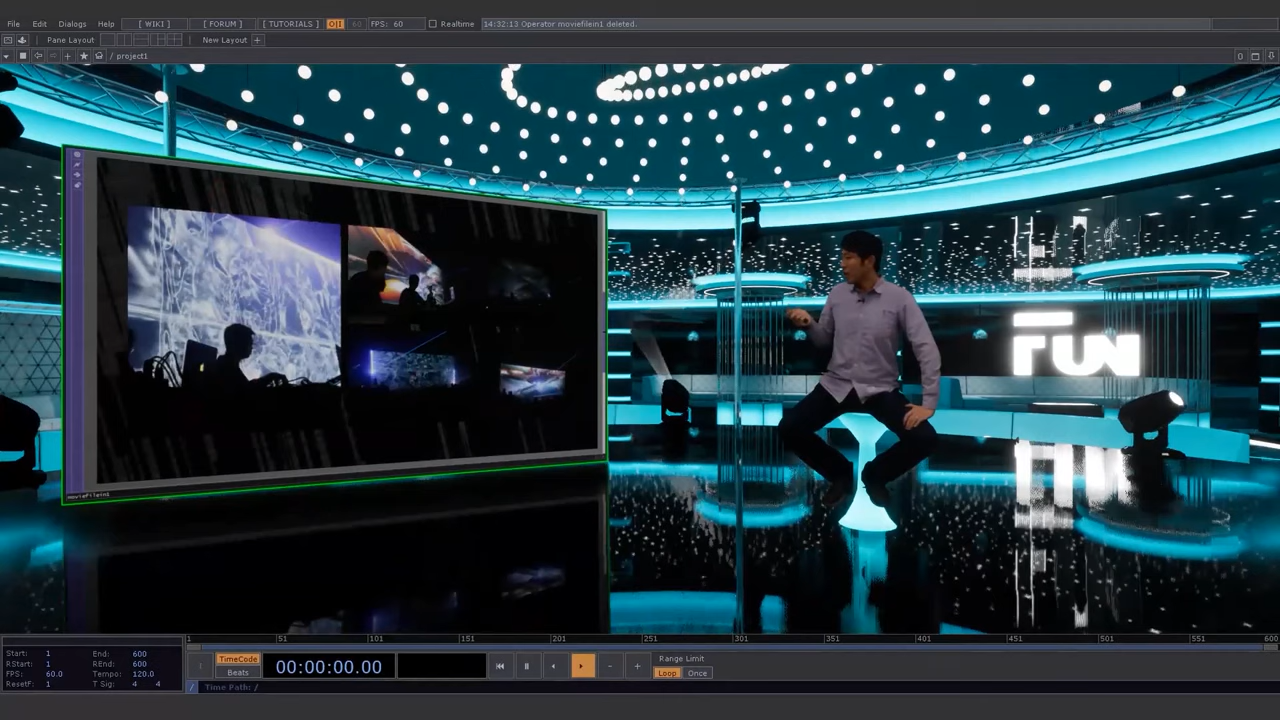 File Edit Dialogs Help [ WIKI ] [ FORUM ] [ TUTORIALS ] O|I 60 FPS: 60 Realtime 14:32:13 Operator moviefilein1 deleted.
Pane Layout New Layout +
/ project1 0
FUN
moviefilein1
1 51 101 151 201 251 301 351 401 451 501 551 600
Start: 1 End: 600
RStart: 1 REnd: 600
FPS: 60.0 Tempo: 120.0
ResetF: 1 T Sig: 4 4
TimeCode
Beats
00:00:00.00
Range Limit
Loop Once
/ Time Path: /